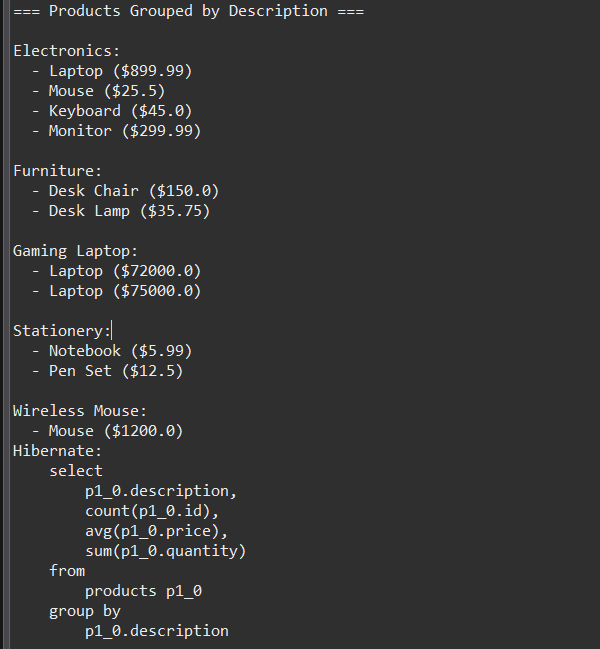 === Products Grouped by Description ===

Electronics:
  - Laptop ($899.99)
  - Mouse ($25.5)
  - Keyboard ($45.0)
  - Monitor ($299.99)

Furniture:
  - Desk Chair ($150.0)
  - Desk Lamp ($35.75)

Gaming Laptop:
  - Laptop ($72000.0)
  - Laptop ($75000.0)

Stationery:
  - Notebook ($5.99)
  - Pen Set ($12.5)

Wireless Mouse:
  - Mouse ($1200.0)
Hibernate:
    select
        p1_0.description,
        count(p1_0.id),
        avg(p1_0.price),
        sum(p1_0.quantity)
    from
        products p1_0
    group by
        p1_0.description